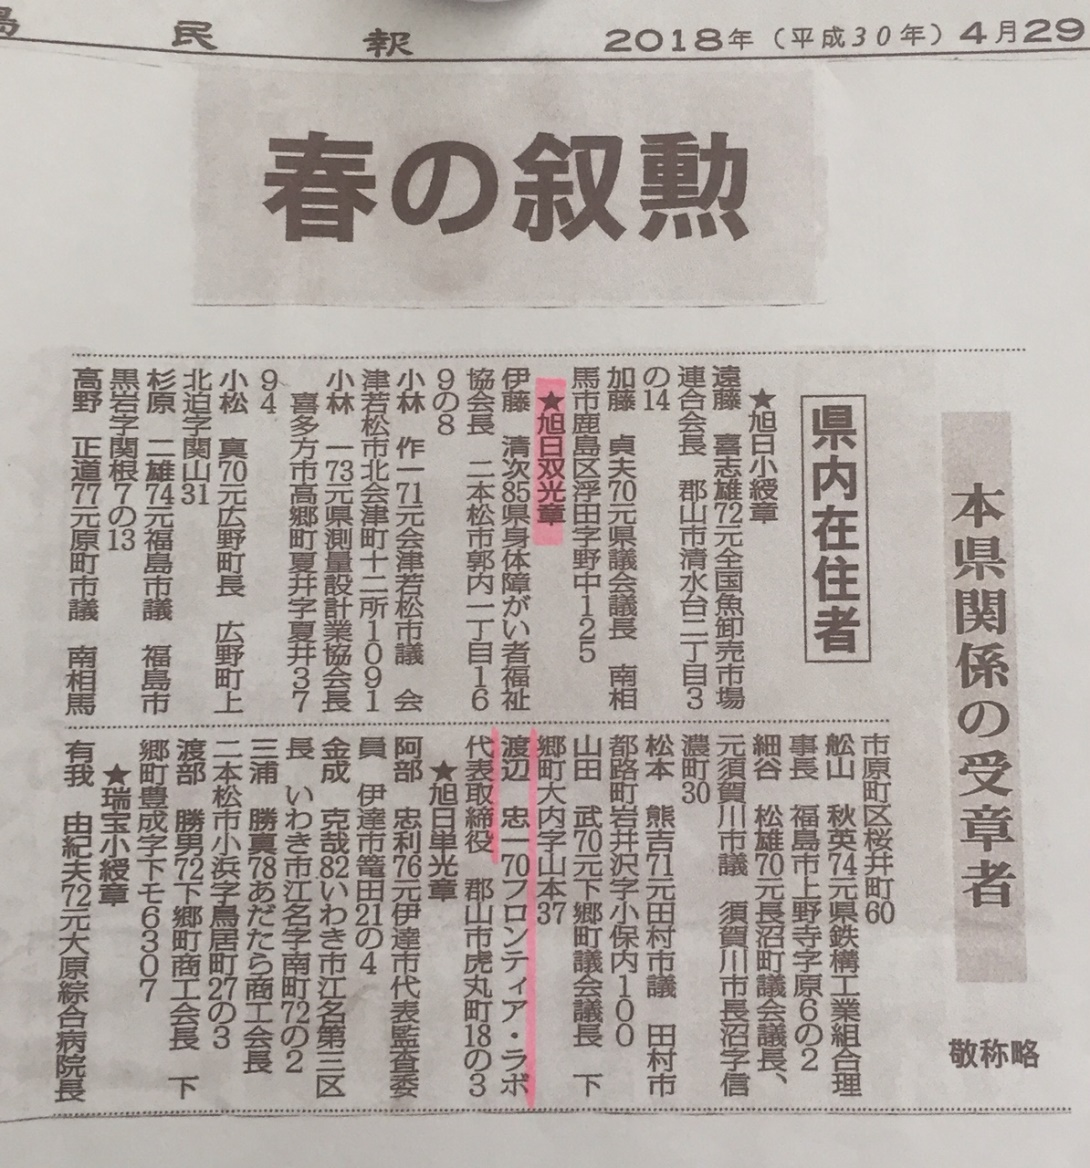 民報
2018年(平成30年)4月29
春の叙勲
本県関係の受章者
敬称略
県内在住者
★旭日小綬章
遠藤 喜志雄72元全国魚卸売市場
連合会長 郡山市清水台二丁目3
の14
加藤 貞夫70元県議会議長 南相
馬市鹿島区浮田字野中125
★旭日双光章
伊藤 清次85県身体障がい者福祉
協会長 二本松市郭内一丁目16
9の8
小林 作一71元会津若松市議 会
津若松市北会津町十二所1091
小林 一73元県測量設計業協会長
喜多方市高郷町夏井字夏井37
94
小松 真70元広野町長 広野町上
北迫字関山31
杉原 二雄74元福島市議 福島市
黒岩字関根7の13
高野 正道77元原町市議 南相馬
市原町区桜井町60
舩山 秋英74元県鉄構工業組合理
事長 福島市上野寺字原6の2
細谷 松雄70元長沼町議会議長、
元須賀川市議 須賀川市長沼字信
濃町30
松本 熊吉71元田村市議 田村市
都路町岩井沢字小保内100
山田 武70元下郷町議会議長 下
郷町大内字山本37
渡辺 忠一70フロンティア・ラボ
代表取締役 郡山市虎丸町18の3
★旭日単光章
阿部 忠利76元伊達市代表監査委
員 伊達市篭田21の4
金成 克哉82いわき市江名第三区
長 いわき市江名字南町72の2
三浦 勝真78あだたら商工会長
二本松市小浜字鳥居町27の3
渡部 勝男72下郷町商工会長 下
郷町豊成字下モ6307
★瑞宝小綬章
有我 由紀夫72元大原綜合病院長